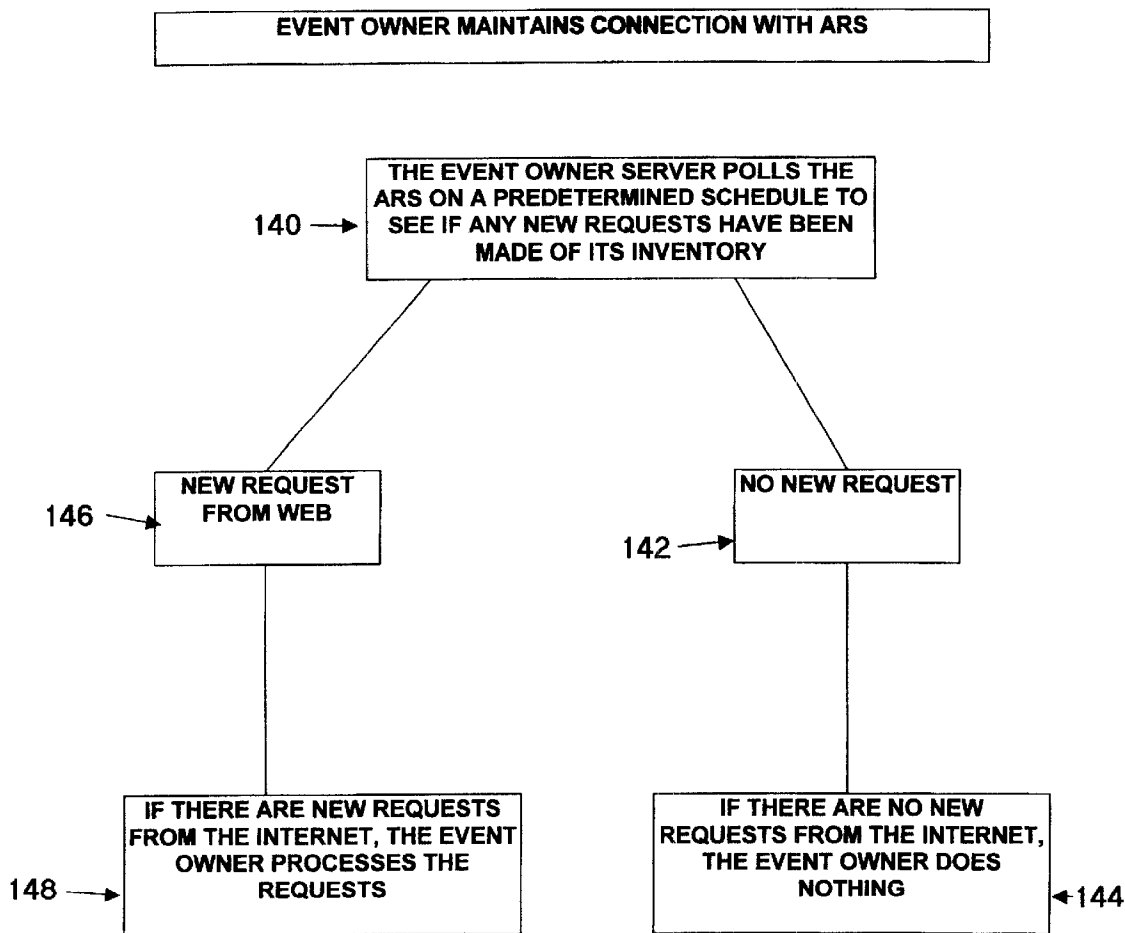 EVENT OWNER MAINTAINS CONNECTION WITH ARS
THE EVENT OWNER SERVER POLLS THE
ARS ON A PREDETERMINED SCHEDULE TO
SEE IF ANY NEW REQUESTS HAVE BEEN
MADE OF ITS INVENTORY
140
NEW REQUEST
FROM WEB
146
NO NEW REQUEST
142
IF THERE ARE NEW REQUESTS
FROM THE INTERNET, THE EVENT
OWNER PROCESSES THE
REQUESTS
148
IF THERE ARE NO NEW
REQUESTS FROM THE INTERNET,
THE EVENT OWNER DOES
NOTHING
144